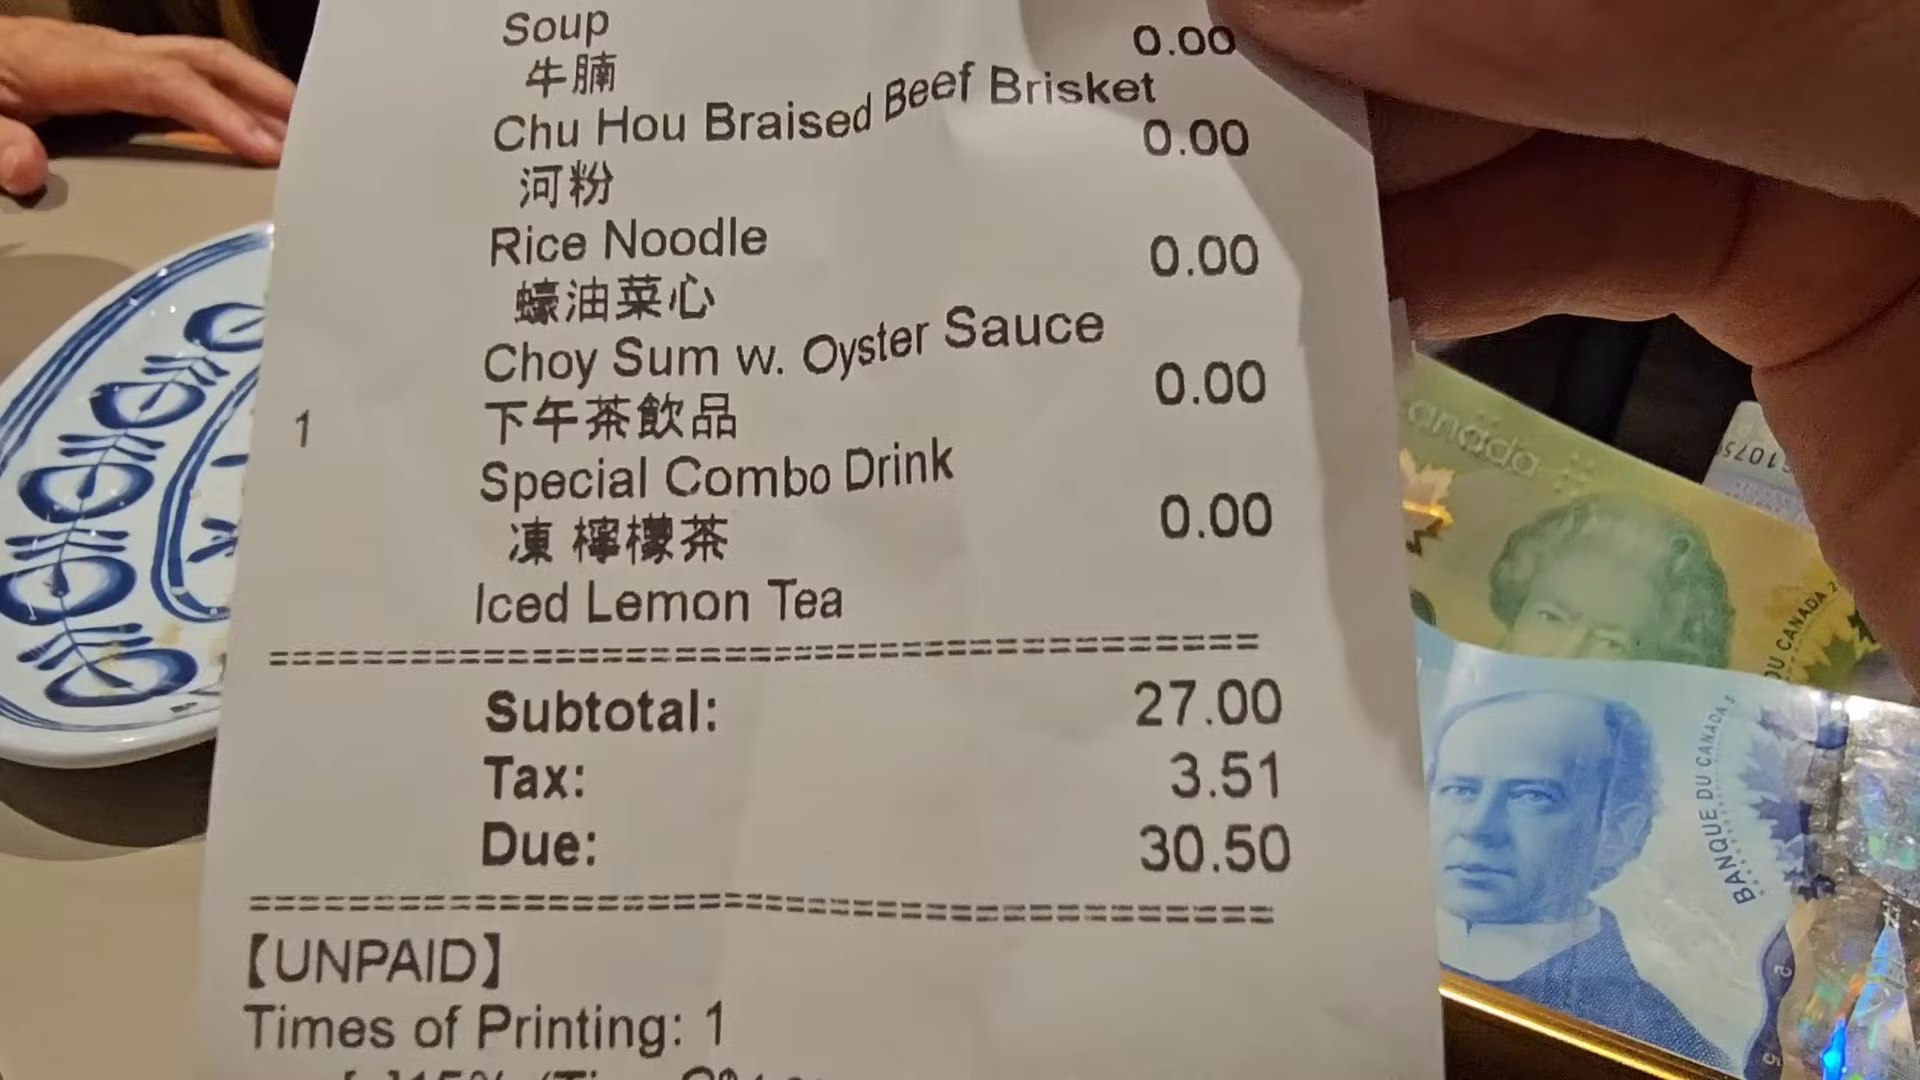 Soup
0.00
牛腩
Chu Hou Braised Beef Brisket
0.00
河粉
Rice Noodle
0.00
蠔油菜心
Choy Sum w. Oyster Sauce
0.00
1 下午茶飲品
Special Combo Drink
0.00
凍 檸檬茶
Iced Lemon Tea
================================
Subtotal: 27.00
Tax: 3.51
Due: 30.50
================================
【UNPAID】
Times of Printing: 1
anada
DU CANADA
BANQUE DU CANADA
5